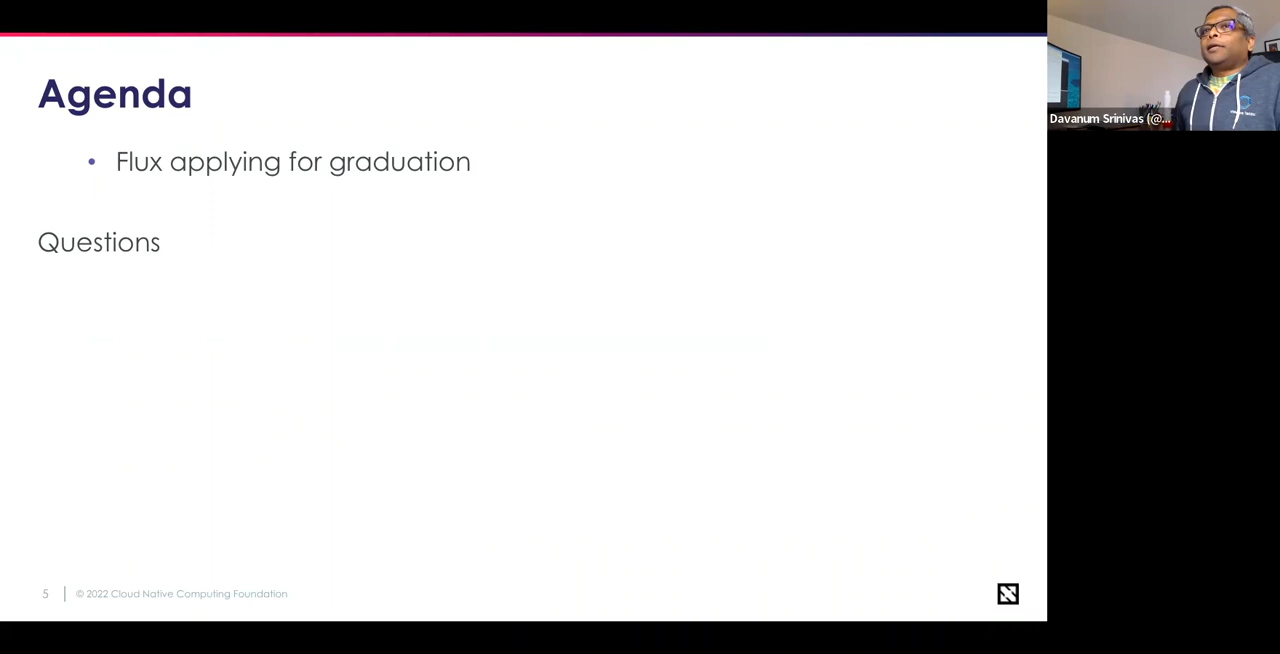 Agenda
• Flux applying for graduation
Questions
5 | © 2022 Cloud Native Computing Foundation
Davanum Srinivas (@...